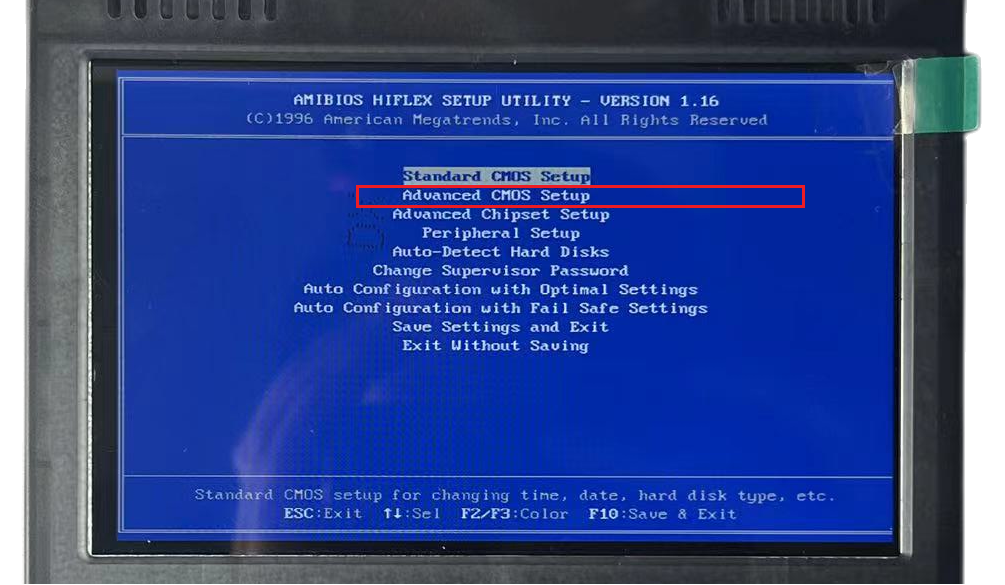 AMIBIOS HIFLEX SETUP UTILITY - VERSION 1.16
(C)1996 American Megatrends, Inc. All Rights Reserved
Standard CMOS Setup
Advanced CMOS Setup
Advanced Chipset Setup
Peripheral Setup
Auto-Detect Hard Disks
Change Supervisor Password
Auto Configuration with Optimal Settings
Auto Configuration with Fail Safe Settings
Save Settings and Exit
Exit Without Saving
Standard CMOS setup for changing time, date, hard disk type, etc.
ESC:Exit ↑↓:Sel F2/F3:Color F10:Save & Exit